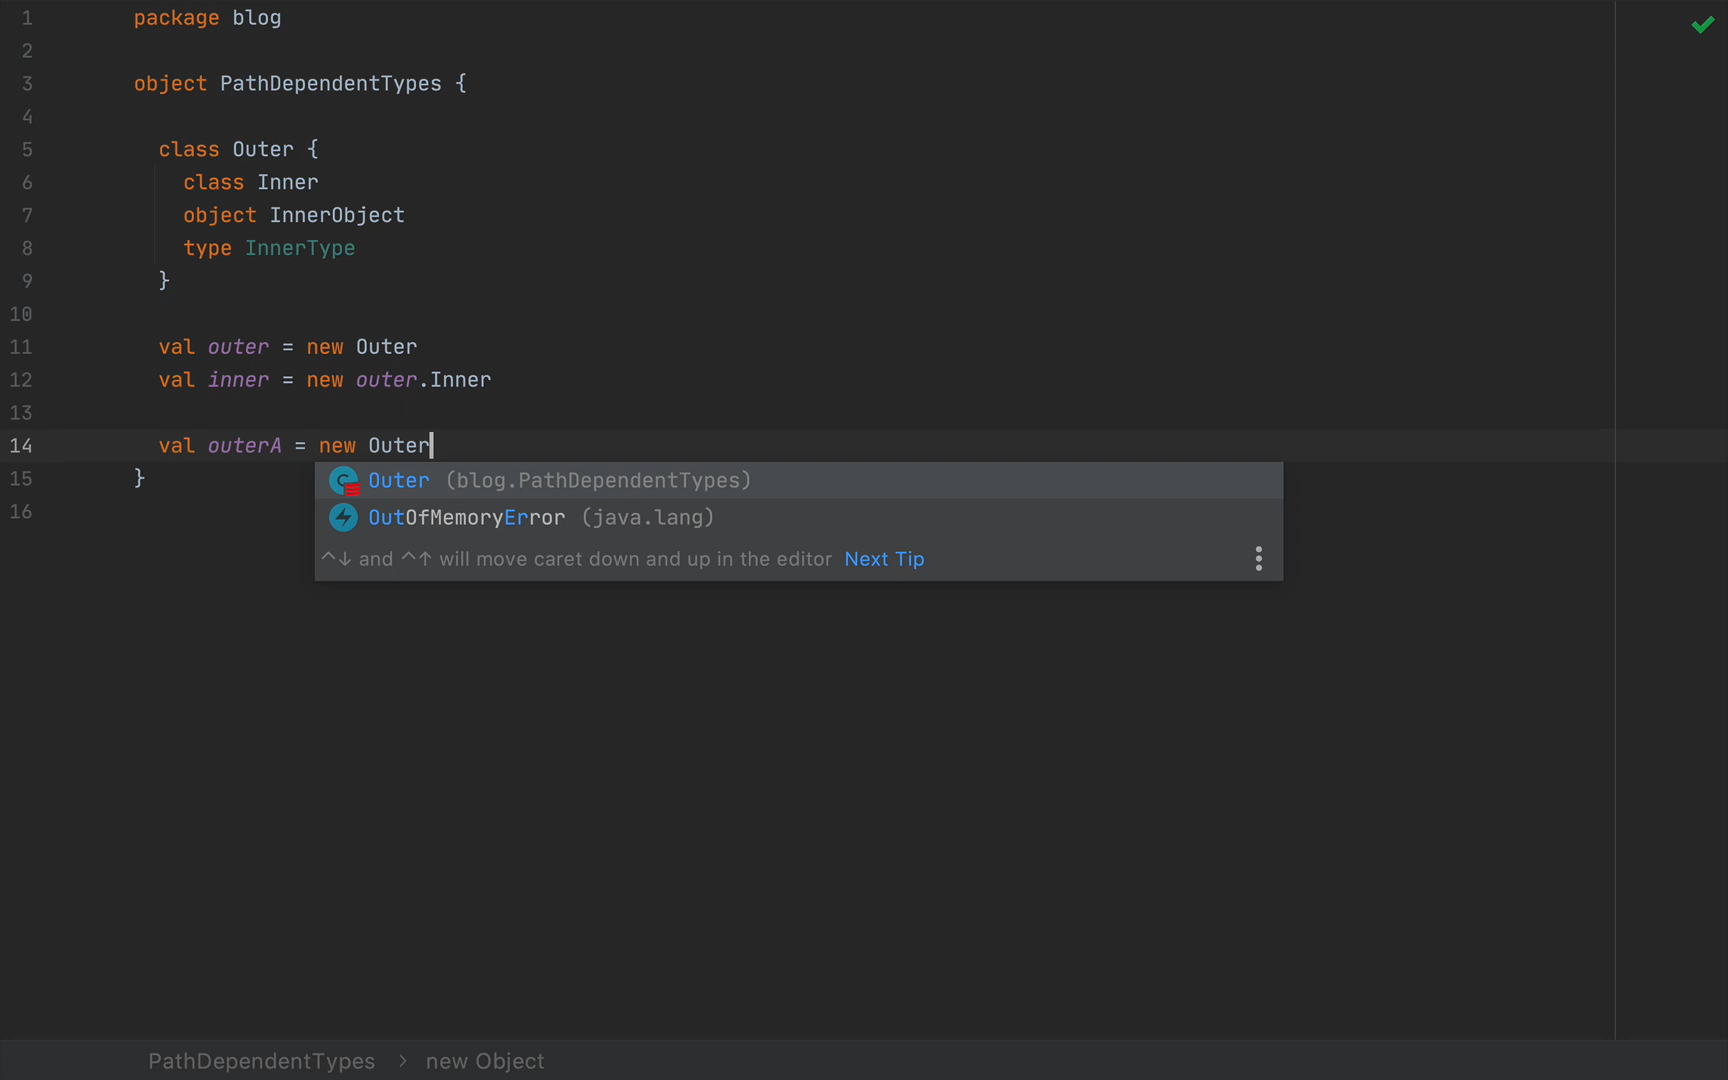 1 package blog
2
3 object PathDependentTypes {
4
5 class Outer {
6 class Inner
7 object InnerObject
8 type InnerType
9 }
10
11 val outer = new Outer
12 val inner = new outer.Inner
13
14 val outerA = new Outer
15 }
Outer (blog.PathDependentTypes)
16
OutOfMemoryError (java.lang)
^↓ and ^↑ will move caret down and up in the editor Next Tip
PathDependentTypes > new Object